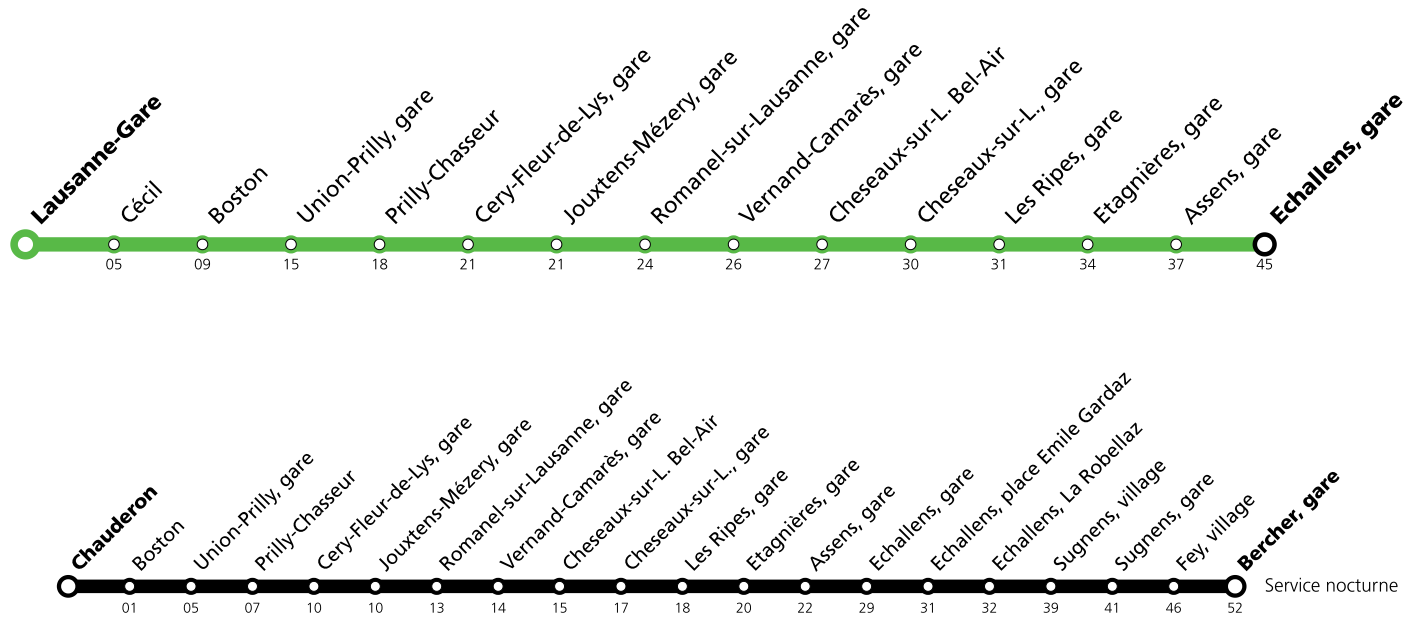 Lausanne-Gare
Cécil
Boston
Union-Prilly, gare
Prilly-Chasseur
Cery-Fleur-de-Lys, gare
Jouxtens-Mézery, gare
Romanel-sur-Lausanne, gare
Vernand-Camarès, gare
Cheseaux-sur-L. Bel-Air
Cheseaux-sur-L., gare
Les Ripes, gare
Etagnières, gare
Assens, gare
Echallens, gare
05 09 15 18 21 21 24 26 27 30 31 34 37 45
Chauderon
Boston
Union-Prilly, gare
Prilly-Chasseur
Cery-Fleur-de-Lys, gare
Jouxtens-Mézery, gare
Romanel-sur-Lausanne, gare
Vernand-Camarès, gare
Cheseaux-sur-L. Bel-Air
Cheseaux-sur-L., gare
Les Ripes, gare
Etagnières, gare
Assens, gare
Echallens, gare
Echallens, place Emile Gardaz
Echallens, La Robellaz
Sugnens, village
Sugnens, gare
Fey, village
Bercher, gare
Service nocturne
01 05 07 10 10 13 14 15 17 18 20 22 29 31 32 39 41 46 52